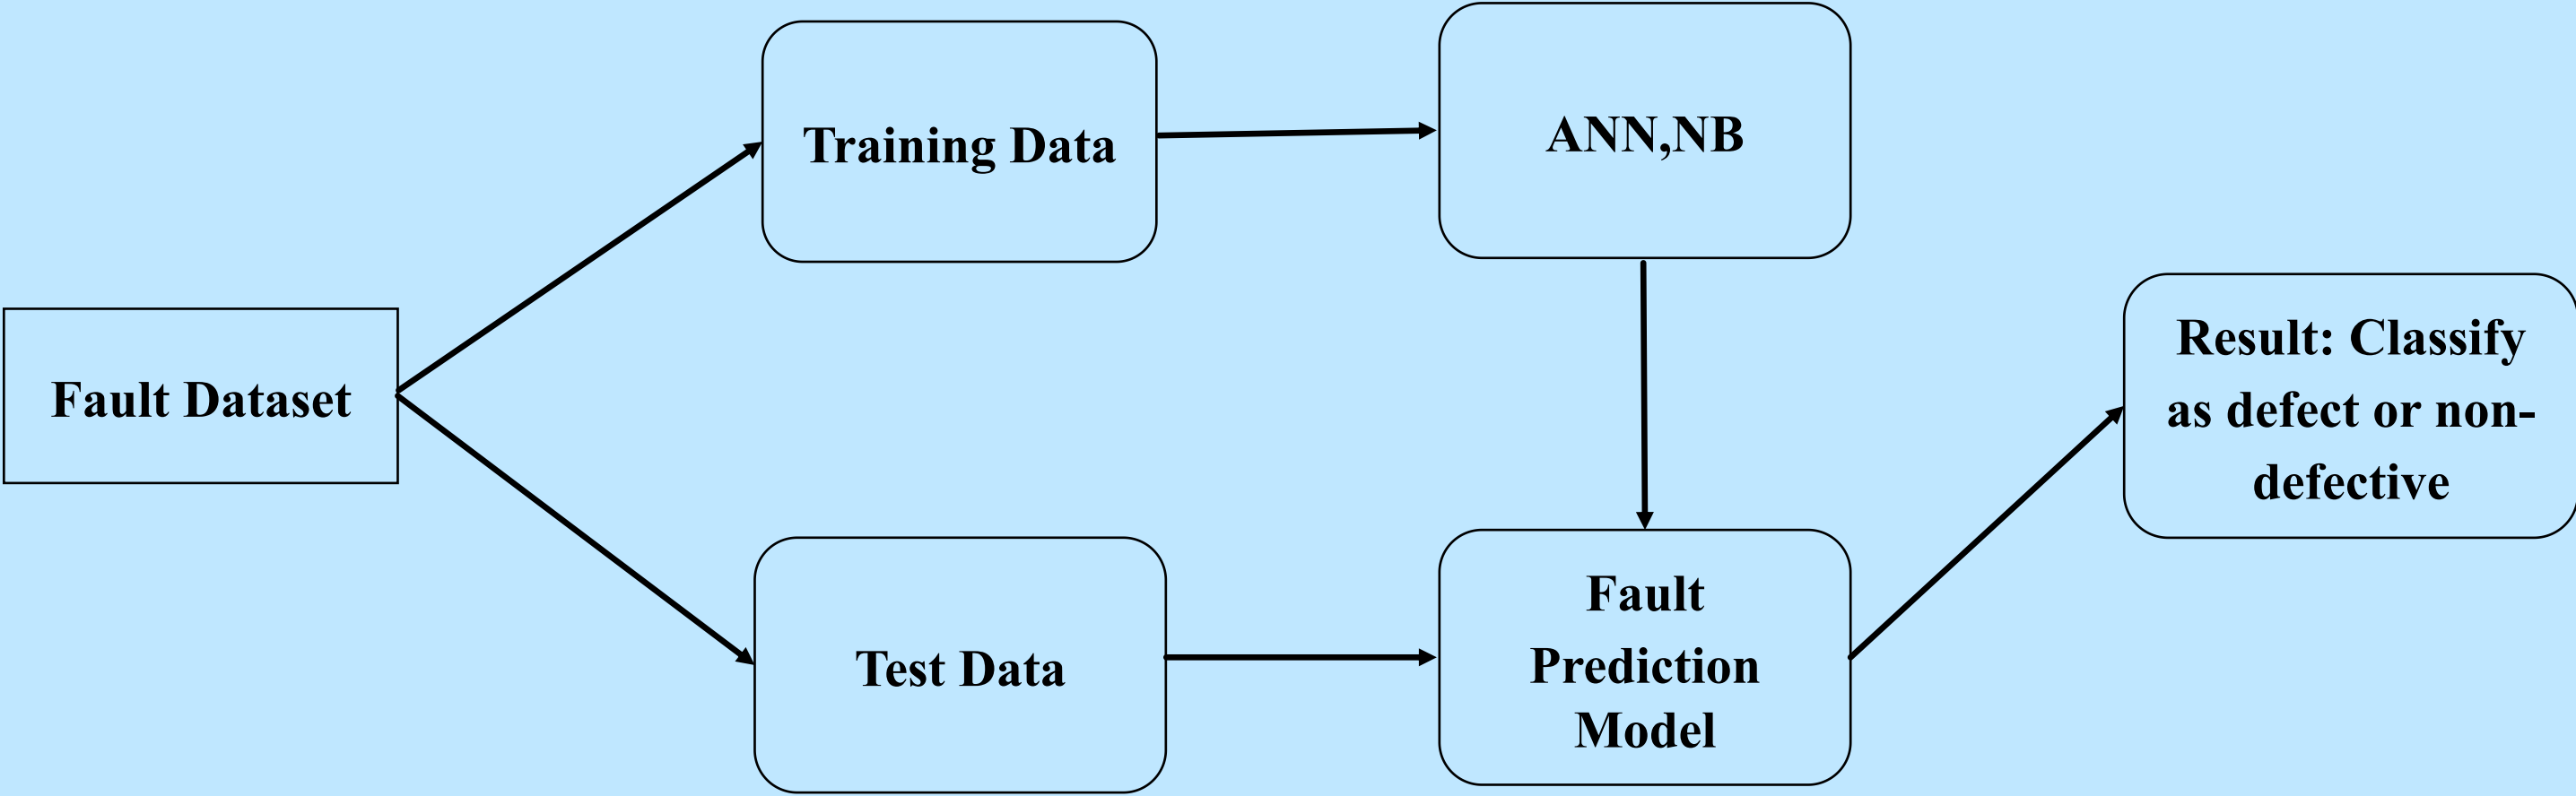 Fault Dataset
Training Data
ANN,NB
Test Data
Fault
Prediction
Model
Result: Classify
as defect or non-
defective